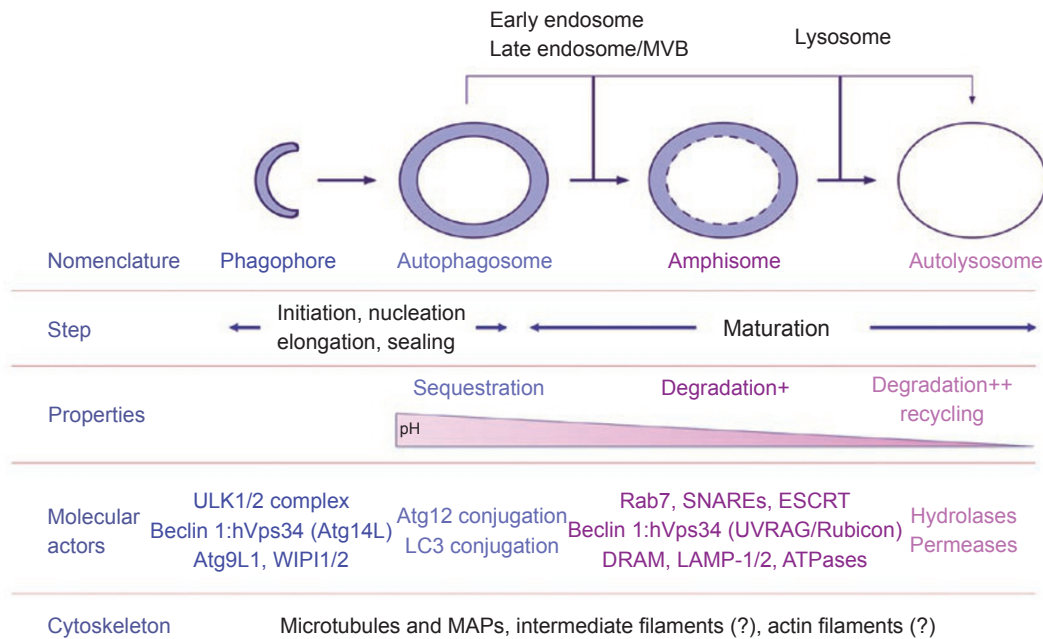 Early endosome
Late endosome/MVB
Lysosome
Nomenclature
Phagophore
Autophagosome
Amphisome
Autolysosome
Step
Initiation, nucleation
elongation, sealing
Maturation
Properties
Sequestration
Degradation+
Degradation++
recycling
pH
Molecular
actors
ULK1/2 complex
Beclin 1:hVps34 (Atg14L)
Atg9L1, WIPI1/2
Atg12 conjugation
LC3 conjugation
Rab7, SNAREs, ESCRT
Beclin 1:hVps34 (UVRAG/Rubicon)
DRAM, LAMP-1/2, ATPases
Hydrolases
Permeases
Cytoskeleton
Microtubules and MAPs, intermediate filaments (?), actin filaments (?)